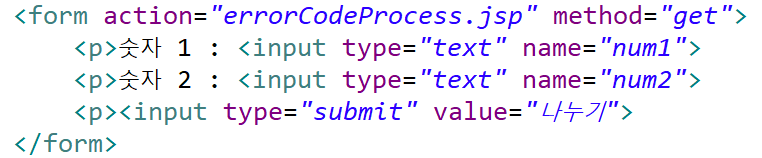 <form action="errorCodeProcess.jsp" method="get">
<p>숫자 1 : <input type="text" name="num1">
<p>숫자 2 : <input type="text" name="num2">
<p><input type="submit" value="나누기">
</form>